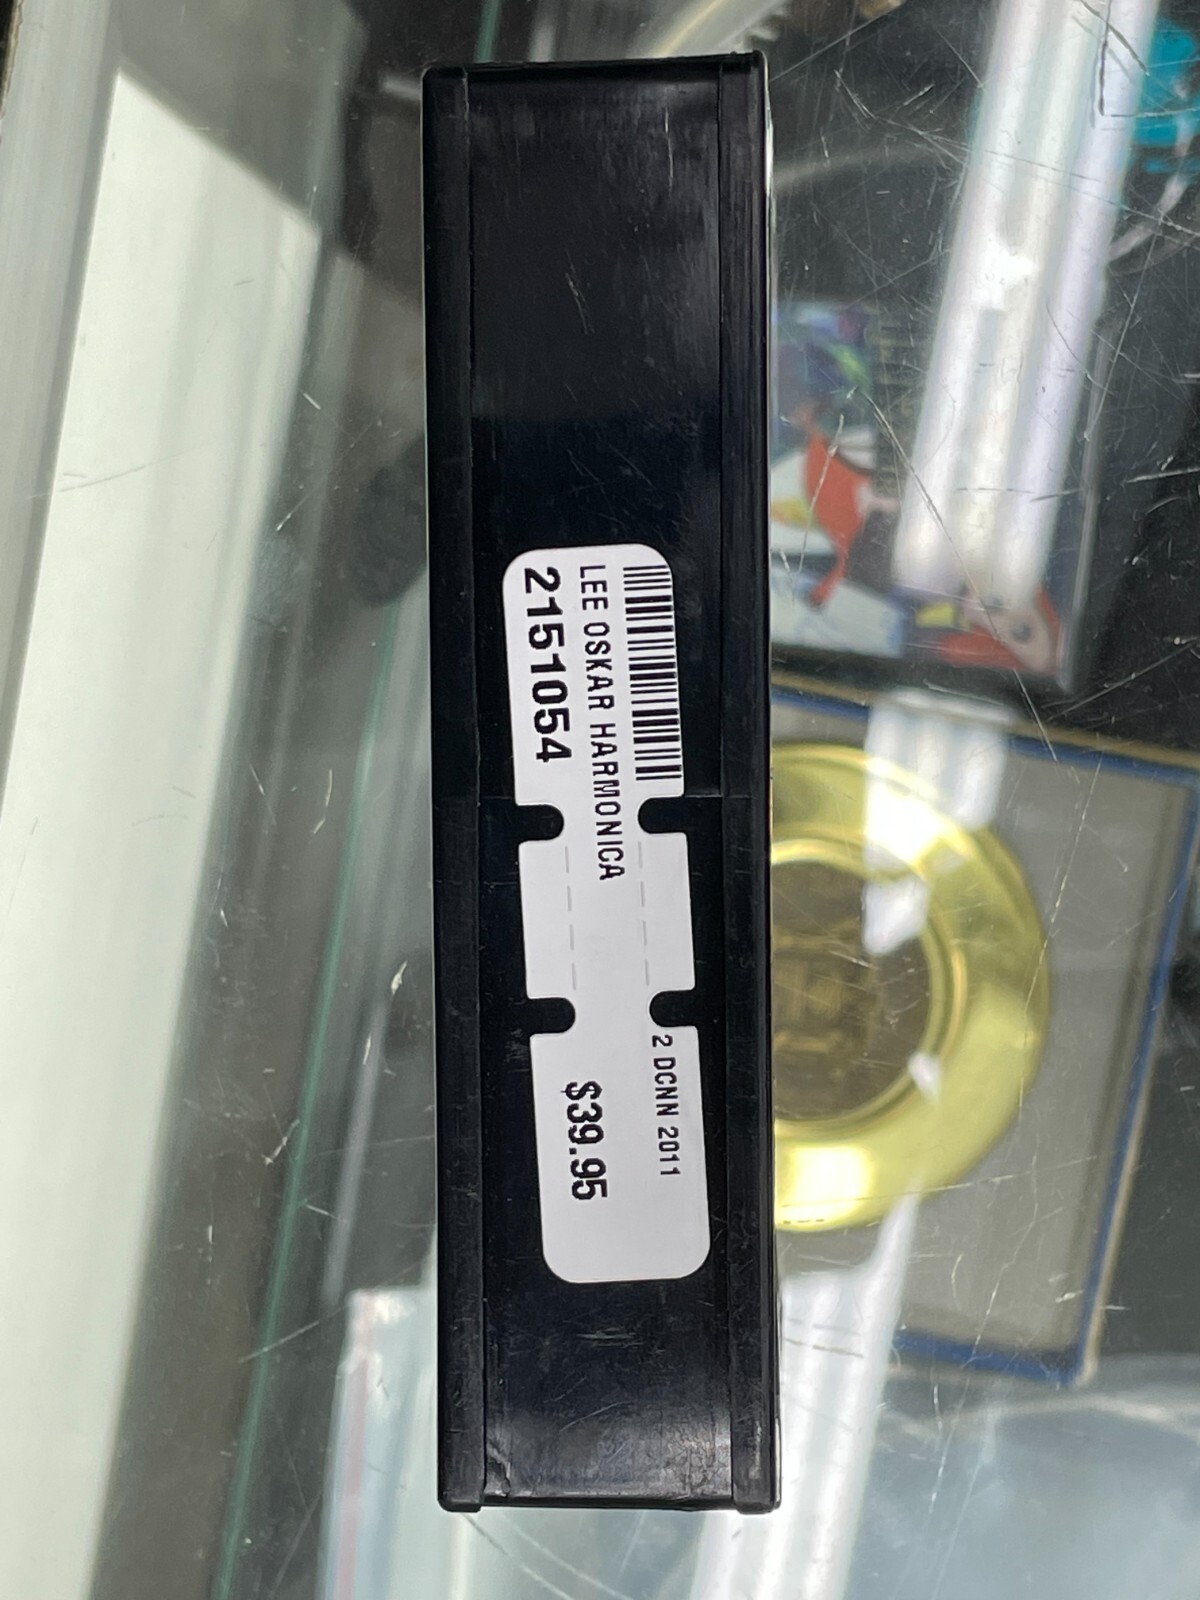 LEE OSKAR HARMONICA
2151054
2 DCNN 2011
$39.95